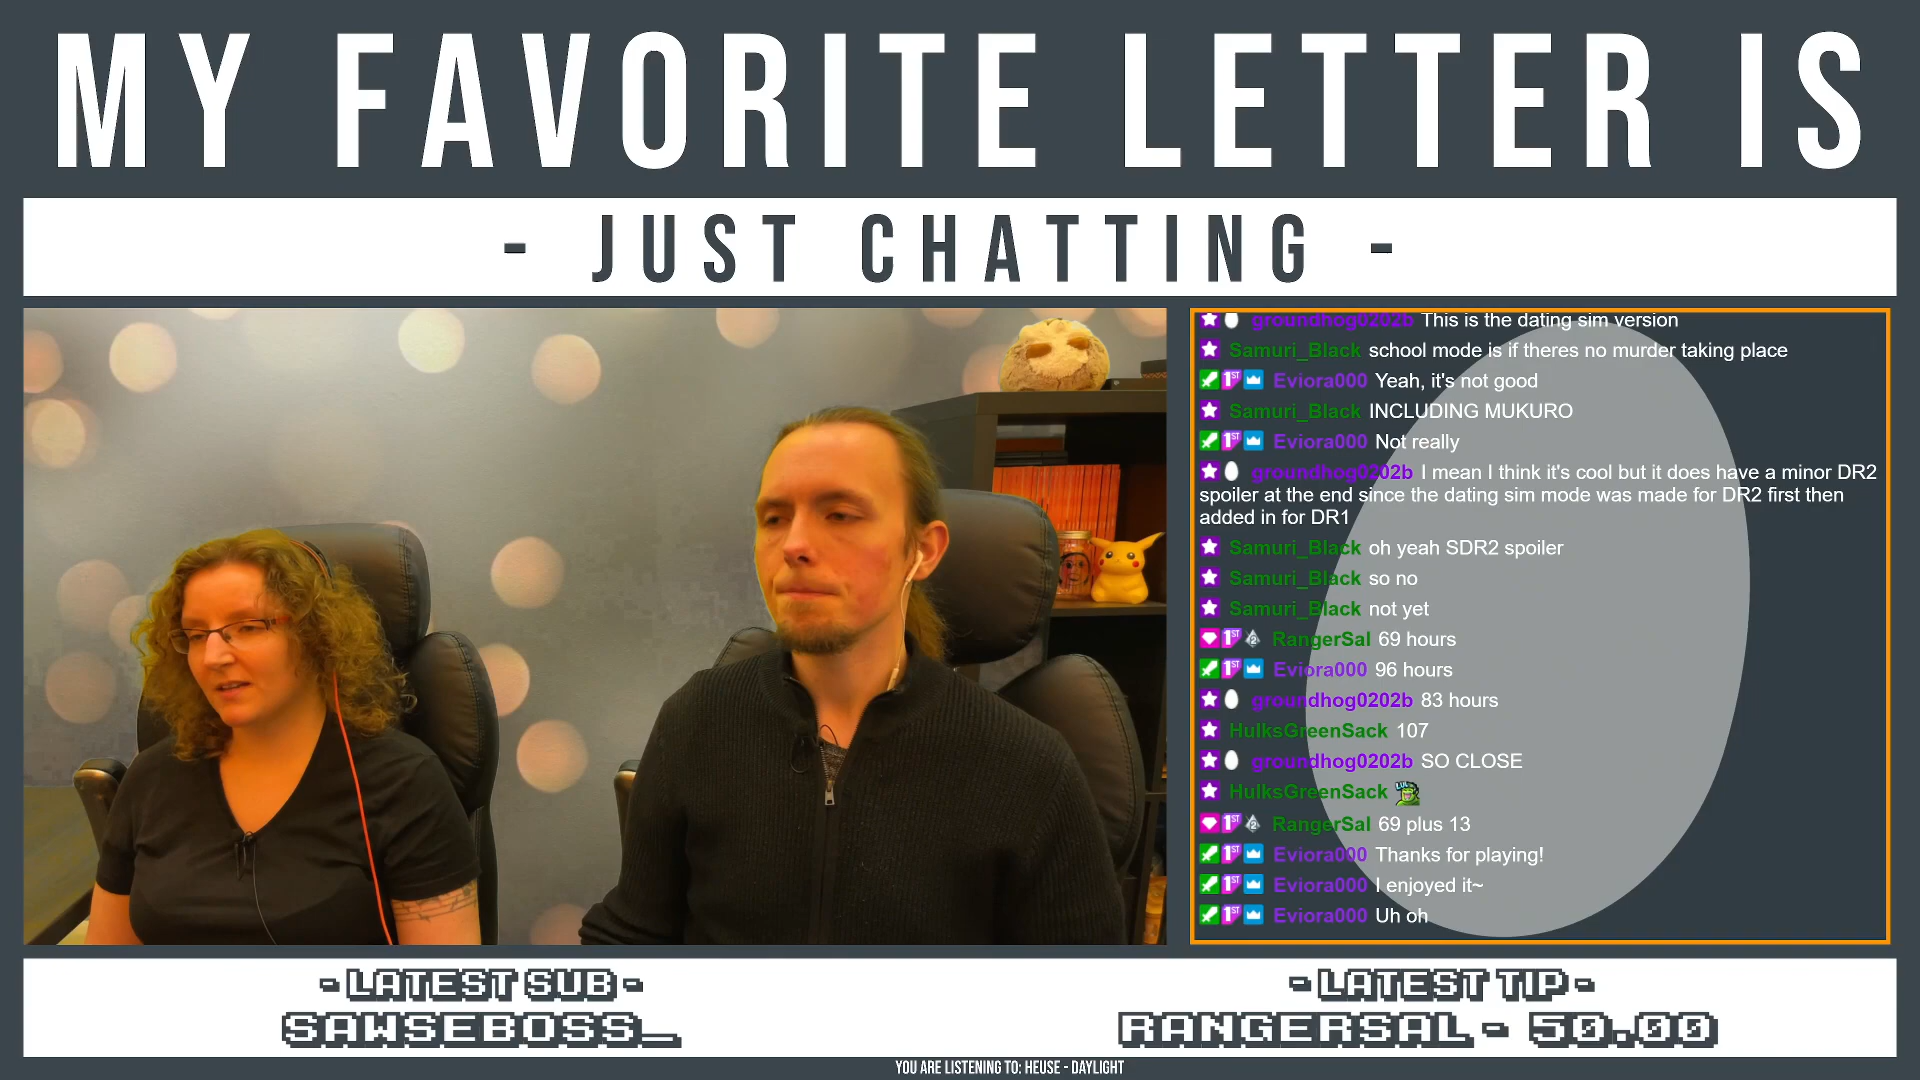 MY FAVORITE LETTER IS
- JUST CHATTING -
groundhog0202b This is the dating sim version
Samuri_Black school mode is if theres no murder taking place
Eviora000 Yeah, it's not good
Samuri_Black INCLUDING MUKURO
Eviora000 Not really
groundhog0202b I mean I think it's cool but it does have a minor DR2
spoiler at the end since the dating sim mode was made for DR2 first then
added in for DR1
Samuri_Black oh yeah SDR2 spoiler
Samuri_Black so no
Samuri_Black not yet
RangerSal 69 hours
Eviora000 96 hours
groundhog0202b 83 hours
HulksGreenSack 107
groundhog0202b SO CLOSE
HulksGreenSack
RangerSal 69 plus 13
Eviora000 Thanks for playing!
Eviora000 I enjoyed it~
Eviora000 Uh oh
- LATEST SUB -
SAWSEBOSS_
- LATEST TIP -
RANGERSAL - 50.00
YOU ARE LISTENING TO: HEUSE - DAYLIGHT